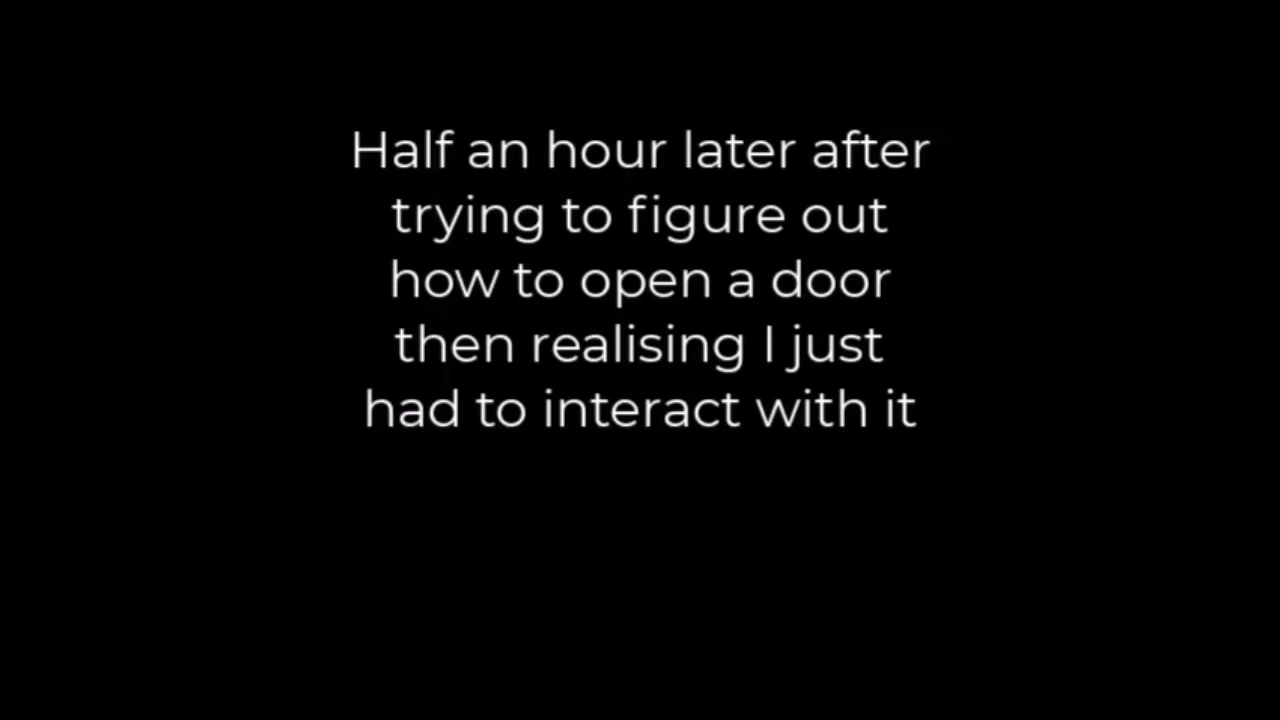 Half an hour later after
trying to figure out
how to open a door
then realising I just
had to interact with it